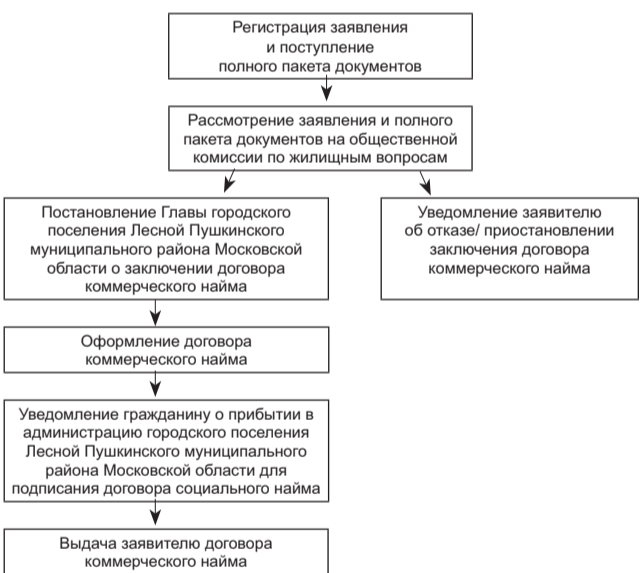 Регистрация заявления
и поступление
полного пакета документов
Рассмотрение заявления и полного
пакета документов на общественной
комиссии по жилищным вопросам
Постановление Главы городского
поселения Лесной Пушкинского
муниципального района Московской
области о заключении договора
коммерческого найма
Уведомление заявителю
об отказе/ приостановлении
заключения договора
коммерческого найма
Оформление договора
коммерческого найма
Уведомление гражданину о прибытии в
администрацию городского поселения
Лесной Пушкинского муниципального
района Московской области для
подписания договора социального найма
Выдача заявителю договора
коммерческого найма